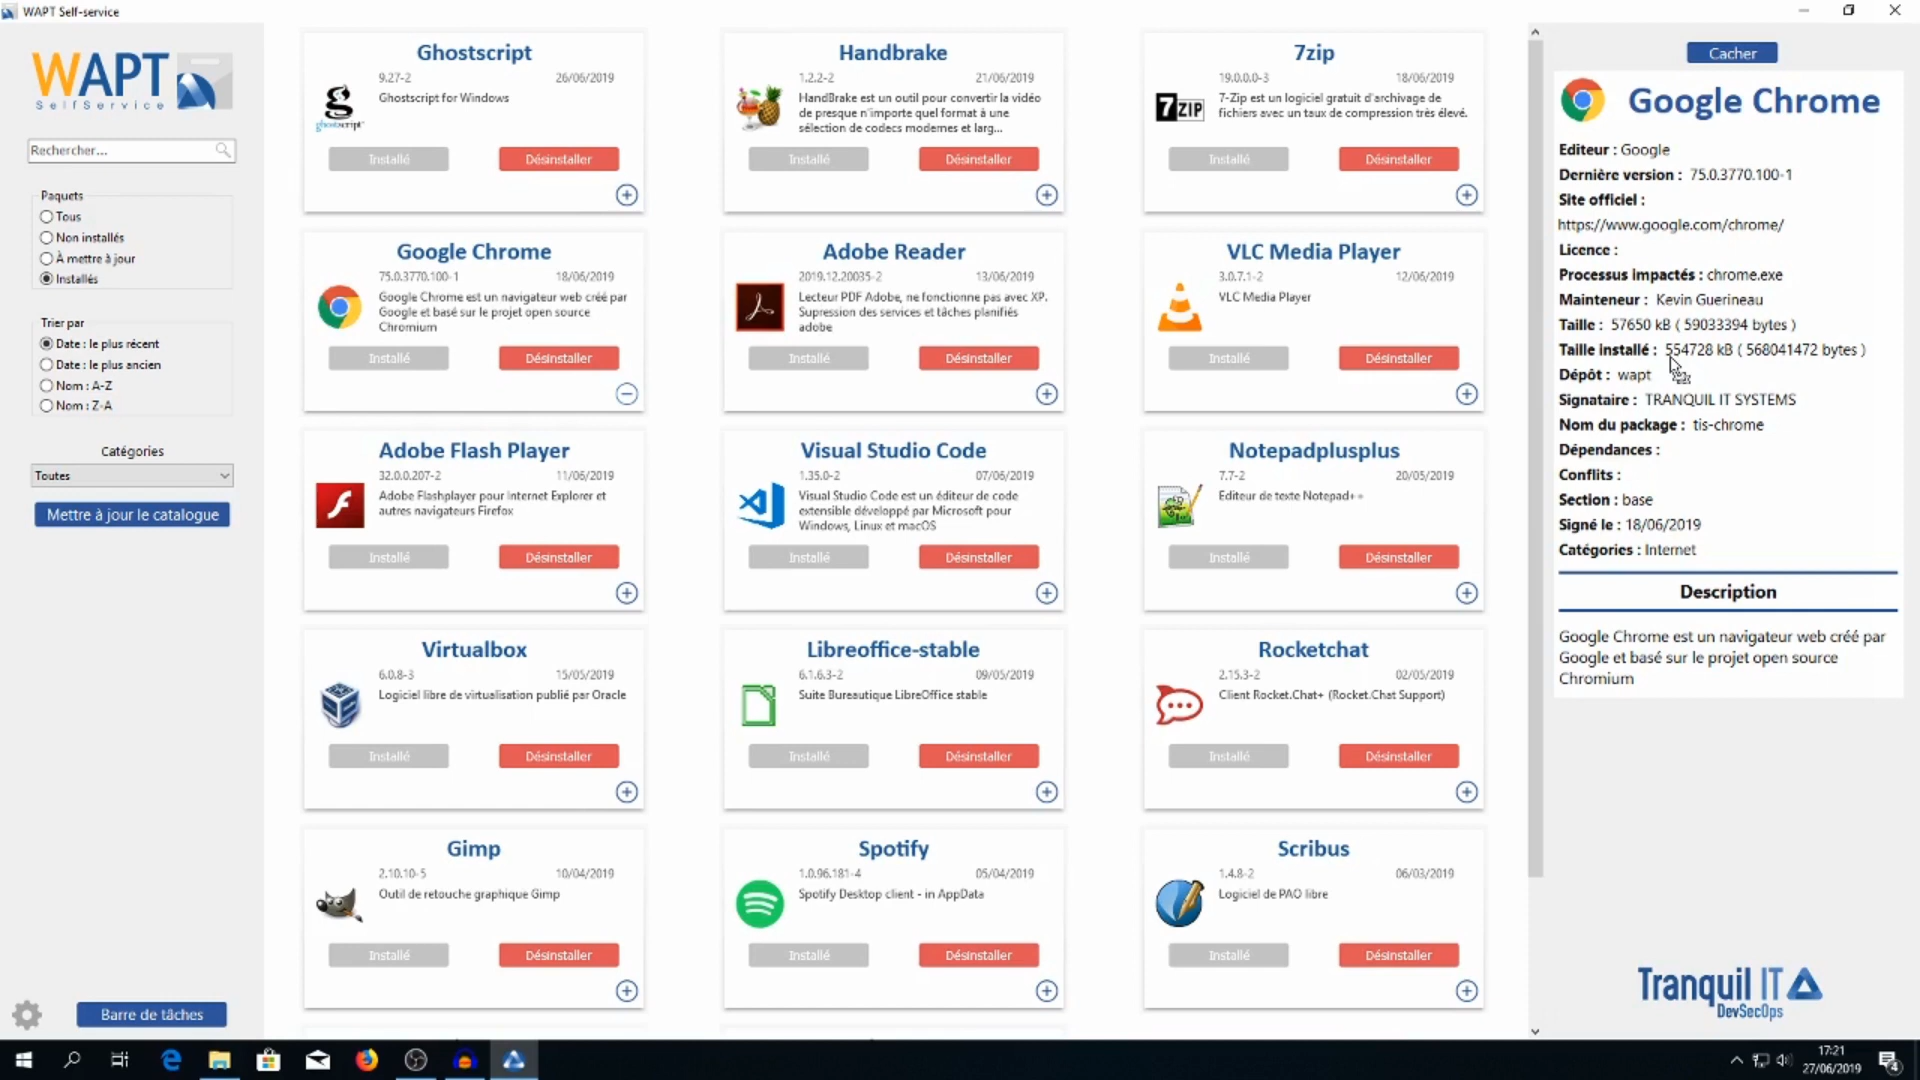 WAPT Self-service
WAPT
SelfService
Rechercher...
Paquets
Tous
Non installés
À mettre à jour
Installés
Trier par
Date : le plus récent
Date : le plus ancien
Nom : A-Z
Nom : Z-A
Catégories
Toutes
Mettre à jour le catalogue
Barre de tâches
Ghostscript
9.27-2 26/06/2019
Ghostscript for Windows
ghostscript
Installé Désinstaller
Handbrake
1.2.2-2 21/06/2019
HandBrake est un outil pour convertir la vidéo
de presque n'importe quel format à une
sélection de codecs modernes et larg...
Installé Désinstaller
7zip
19.0.0.0-3 18/06/2019
7-Zip est un logiciel gratuit d'archivage de
fichiers avec un taux de compression très élevé.
7ZIP
Installé Désinstaller
Google Chrome
75.0.3770.100-1 18/06/2019
Google Chrome est un navigateur web créé par
Google et basé sur le projet open source
Chromium
Installé Désinstaller
Adobe Reader
2019.12.20035-2 13/06/2019
Lecteur PDF Adobe, ne fonctionne pas avec XP.
Supression des services et tâches planifiés
adobe
Installé Désinstaller
VLC Media Player
3.0.7.1-2 12/06/2019
VLC Media Player
Installé Désinstaller
Adobe Flash Player
32.0.0.207-2 11/06/2019
Adobe Flashplayer pour Internet Explorer et
autres navigateurs Firefox
Installé Désinstaller
Visual Studio Code
1.35.0-2 07/06/2019
Visual Studio Code est un éditeur de code
extensible développé par Microsoft pour
Windows, Linux et macOS
Installé Désinstaller
Notepadplusplus
7.7-2 20/05/2019
Editeur de texte Notepad++
Installé Désinstaller
Virtualbox
6.0.8-3 15/05/2019
Logiciel libre de virtualisation publié par Oracle
Installé Désinstaller
Libreoffice-stable
6.1.6.3-2 09/05/2019
Suite Bureautique LibreOffice stable
Installé Désinstaller
Rocketchat
2.15.3-2 02/05/2019
Client Rocket.Chat+ (Rocket.Chat Support)
Installé Désinstaller
Gimp
2.10.10-5 10/04/2019
Outil de retouche graphique Gimp
Installé Désinstaller
Spotify
1.0.96.181-4 05/04/2019
Spotify Desktop client - in AppData
Installé Désinstaller
Scribus
1.4.8-2 06/03/2019
Logiciel de PAO libre
Installé Désinstaller
Cacher
Google Chrome
Editeur : Google
Dernière version : 75.0.3770.100-1
Site officiel :
https://www.google.com/chrome/
Licence :
Processus impactés : chrome.exe
Mainteneur : Kevin Guerineau
Taille : 57650 kB ( 59033394 bytes )
Taille installé : 554728 kB ( 568041472 bytes )
Dépôt : wapt
Signataire : TRANQUIL IT SYSTEMS
Nom du package : tis-chrome
Dépendances :
Conflits :
Section : base
Signé le : 18/06/2019
Catégories : Internet
Description
Google Chrome est un navigateur web créé par
Google et basé sur le projet open source
Chromium
Tranquil IT
DevSecOps
17:21
27/06/2019
4